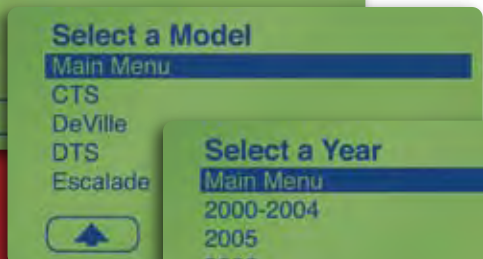 Select a Model
Main Menu
CTS
DeVille
DTS
Escalade
Select a Year
Main Menu
2000-2004
2005